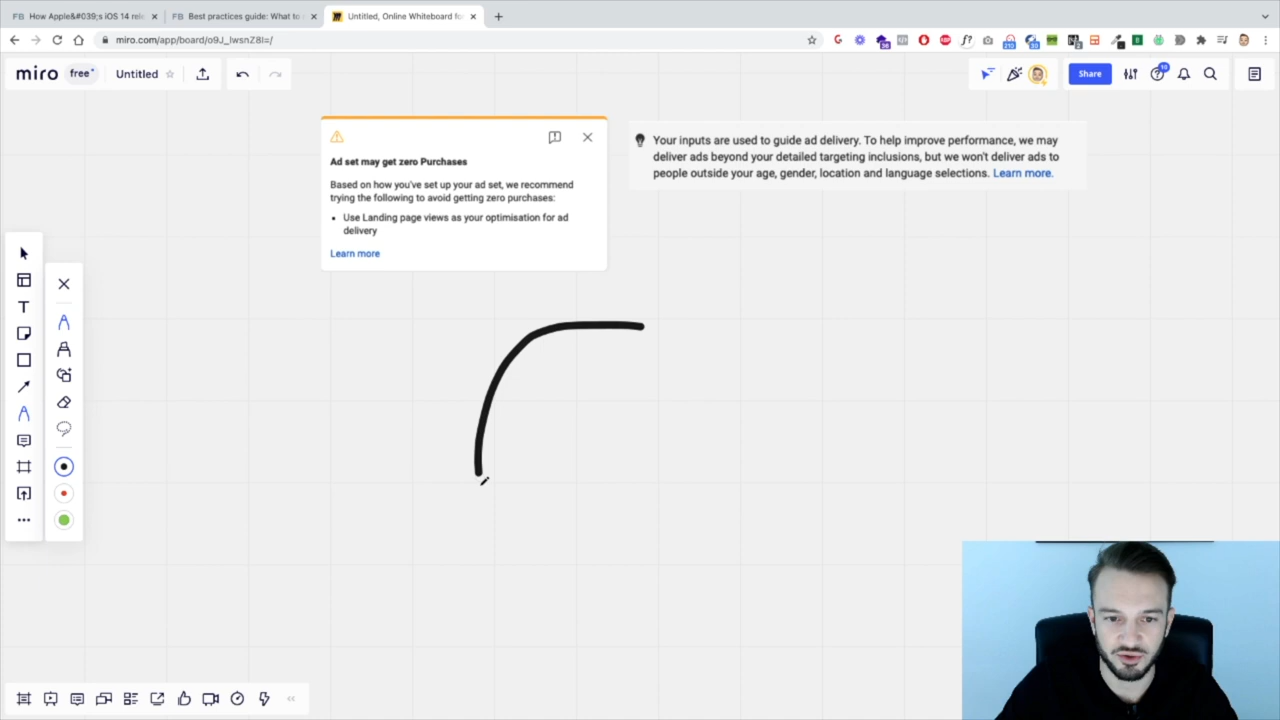 FB How Apple&#039;s iOS 14 rele
FB Best practices guide: What to
Untitled, Online Whiteboard for
miro.com/app/board/o9J_lwsnZ8I=/
miro free Untitled
Share
10
Ad set may get zero Purchases
Based on how you've set up your ad set, we recommend
trying the following to avoid getting zero purchases:
• Use Landing page views as your optimisation for ad
delivery
Learn more
Your inputs are used to guide ad delivery. To help improve performance, we may
deliver ads beyond your detailed targeting inclusions, but we won't deliver ads to
people outside your age, gender, location and language selections. Learn more.